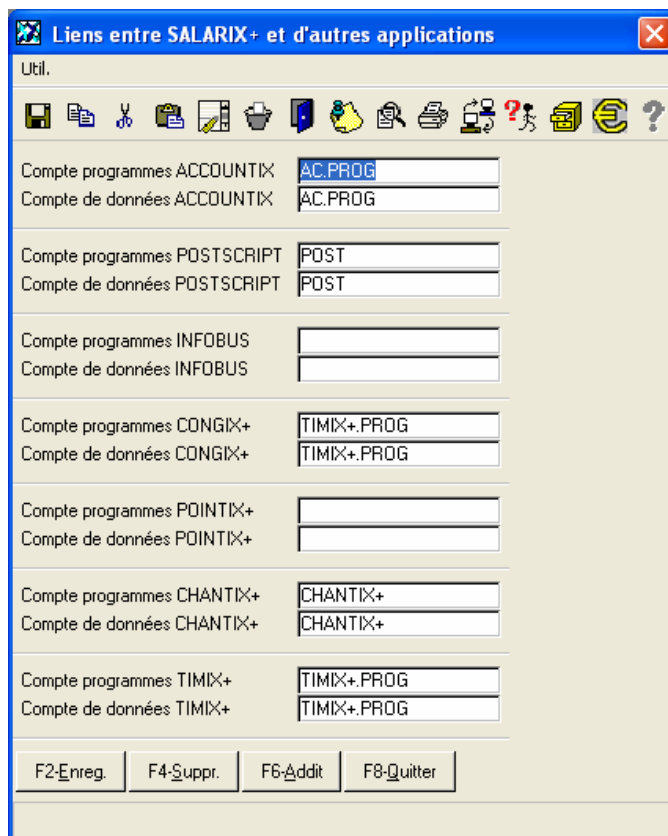 Liens entre SALARIX+ et d'autres applications
Util.
Compte programmes ACCOUNTIX AC.PROG
Compte de données ACCOUNTIX AC.PROG
Compte programmes POSTSCRIPT POST
Compte de données POSTSCRIPT POST
Compte programmes INFOBUS
Compte de données INFOBUS
Compte programmes CONGIX+ TIMIX+.PROG
Compte de données CONGIX+ TIMIX+.PROG
Compte programmes POINTIX+
Compte de données POINTIX+
Compte programmes CHANTIX+ CHANTIX+
Compte de données CHANTIX+ CHANTIX+
Compte programmes TIMIX+ TIMIX+.PROG
Compte de données TIMIX+ TIMIX+.PROG
F2-Enreg. F4-Suppr. F6-Addit F8-Quitter